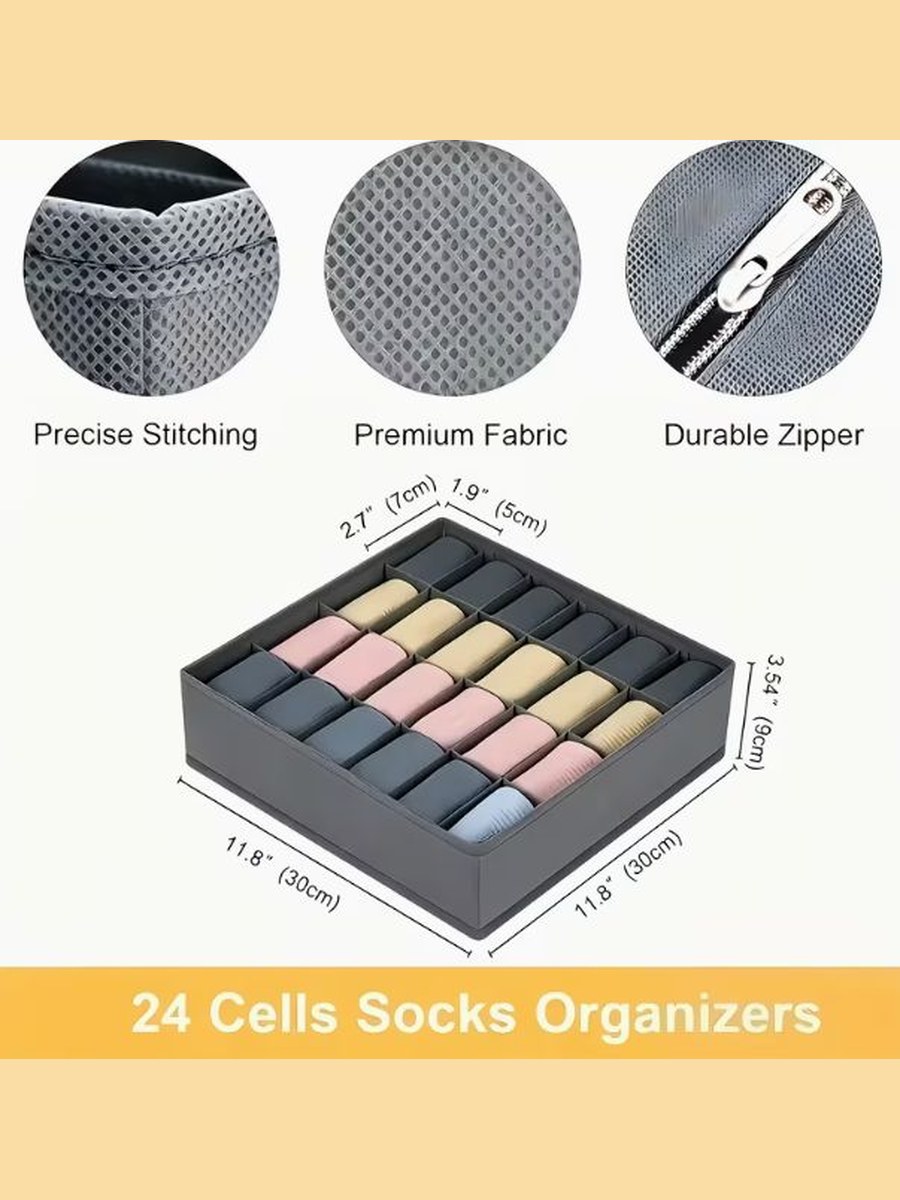 Precise Stitching
Premium Fabric
Durable Zipper
2.7" (7cm)
1.9" (5cm)
3.54" (9cm)
11.8" (30cm)
11.8" (30cm)
24 Cells Socks Organizers